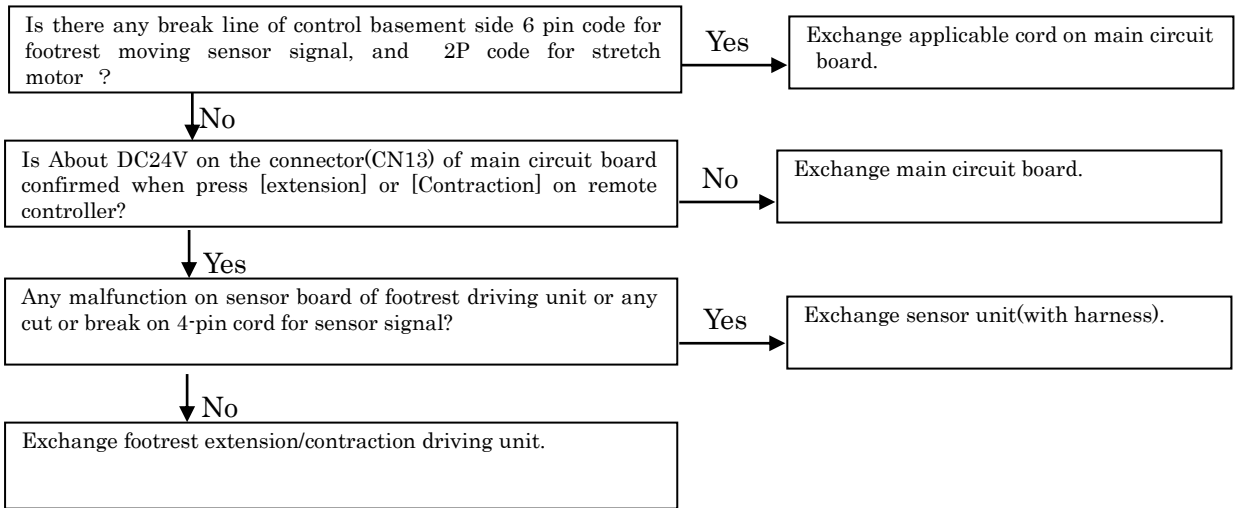 Is there any break line of control basement side 6 pin code for
footrest moving sensor signal, and 2P code for stretch
motor ?
Yes
Exchange applicable cord on main circuit
board.
No
Is About DC24V on the connector(CN13) of main circuit board
confirmed when press [extension] or [Contraction] on remote
controller?
No
Exchange main circuit board.
Yes
Any malfunction on sensor board of footrest driving unit or any
cut or break on 4-pin cord for sensor signal?
Yes
Exchange sensor unit(with harness).
No
Exchange footrest extension/contraction driving unit.